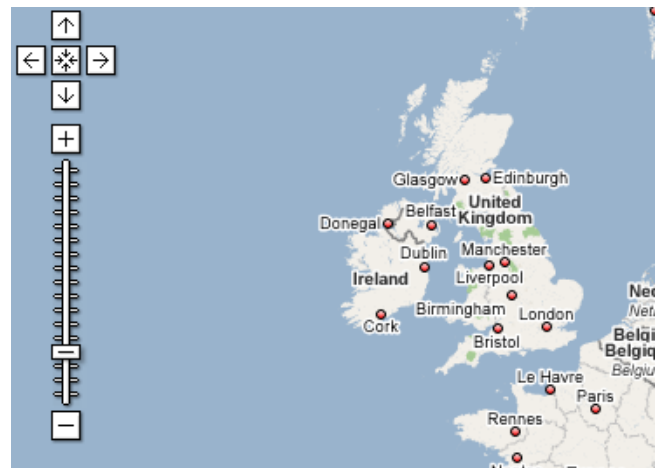 Glasgow
Edinburgh
United
Kingdom
Donegal
Belfast
Dublin
Manchester
Ireland
Liverpool
Birmingham
London
Cork
Bristol
Le Havre
Paris
Rennes